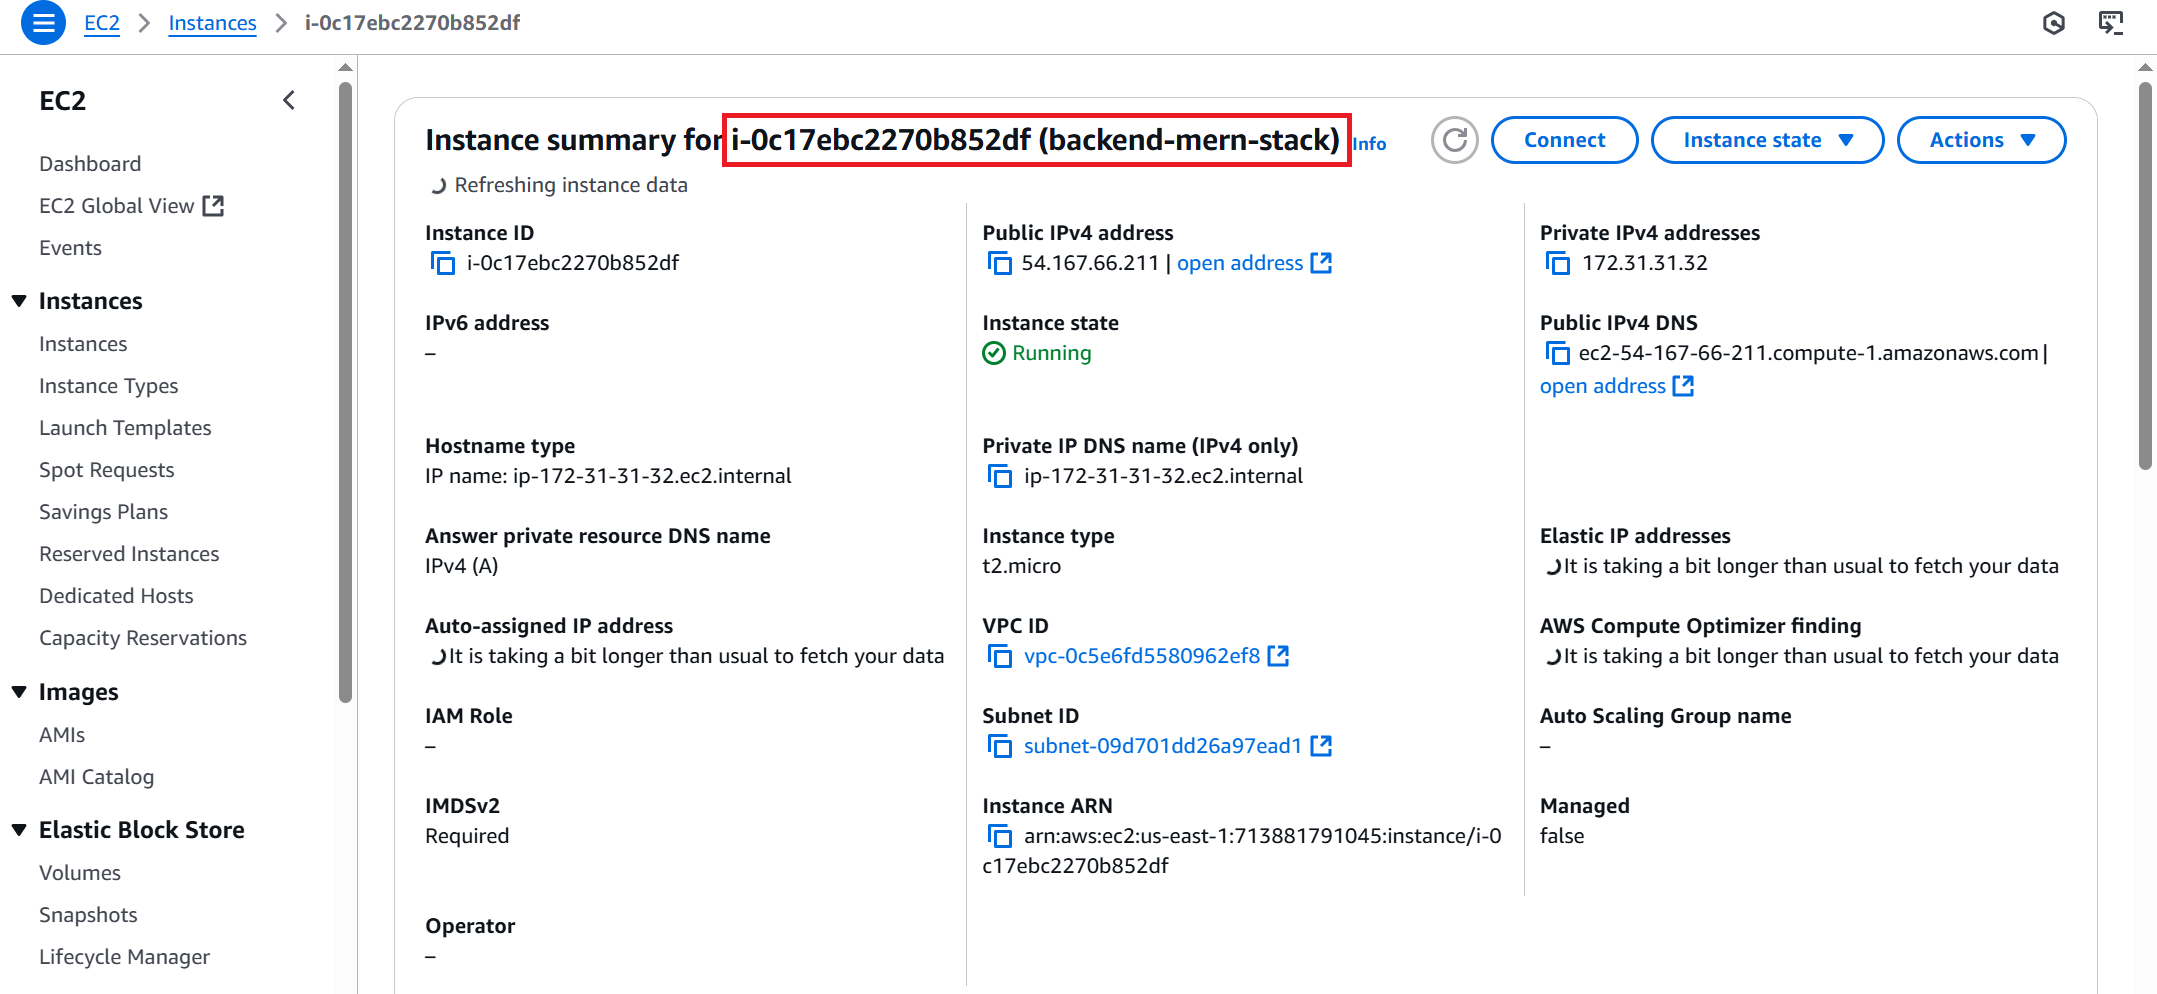 EC2 > Instances > i-0c17ebc2270b852df
EC2
Dashboard
EC2 Global View
Events
Instances
Instances
Instance Types
Launch Templates
Spot Requests
Savings Plans
Reserved Instances
Dedicated Hosts
Capacity Reservations
Images
AMIs
AMI Catalog
Elastic Block Store
Volumes
Snapshots
Lifecycle Manager
Instance summary for i-0c17ebc2270b852df (backend-mern-stack) Info
Connect
Instance state
Actions
Refreshing instance data
Instance ID
i-0c17ebc2270b852df
Public IPv4 address
54.167.66.211 | open address
Private IPv4 addresses
172.31.31.32
IPv6 address
–
Instance state
Running
Public IPv4 DNS
ec2-54-167-66-211.compute-1.amazonaws.com |
open address
Hostname type
IP name: ip-172-31-31-32.ec2.internal
Private IP DNS name (IPv4 only)
ip-172-31-31-32.ec2.internal
Answer private resource DNS name
IPv4 (A)
Instance type
t2.micro
Elastic IP addresses
It is taking a bit longer than usual to fetch your data
Auto-assigned IP address
It is taking a bit longer than usual to fetch your data
VPC ID
vpc-0c5e6fd5580962ef8
AWS Compute Optimizer finding
It is taking a bit longer than usual to fetch your data
IAM Role
–
Subnet ID
subnet-09d701dd26a97ead1
Auto Scaling Group name
–
IMDSv2
Required
Instance ARN
arn:aws:ec2:us-east-1:713881791045:instance/i-0
c17ebc2270b852df
Managed
false
Operator
–